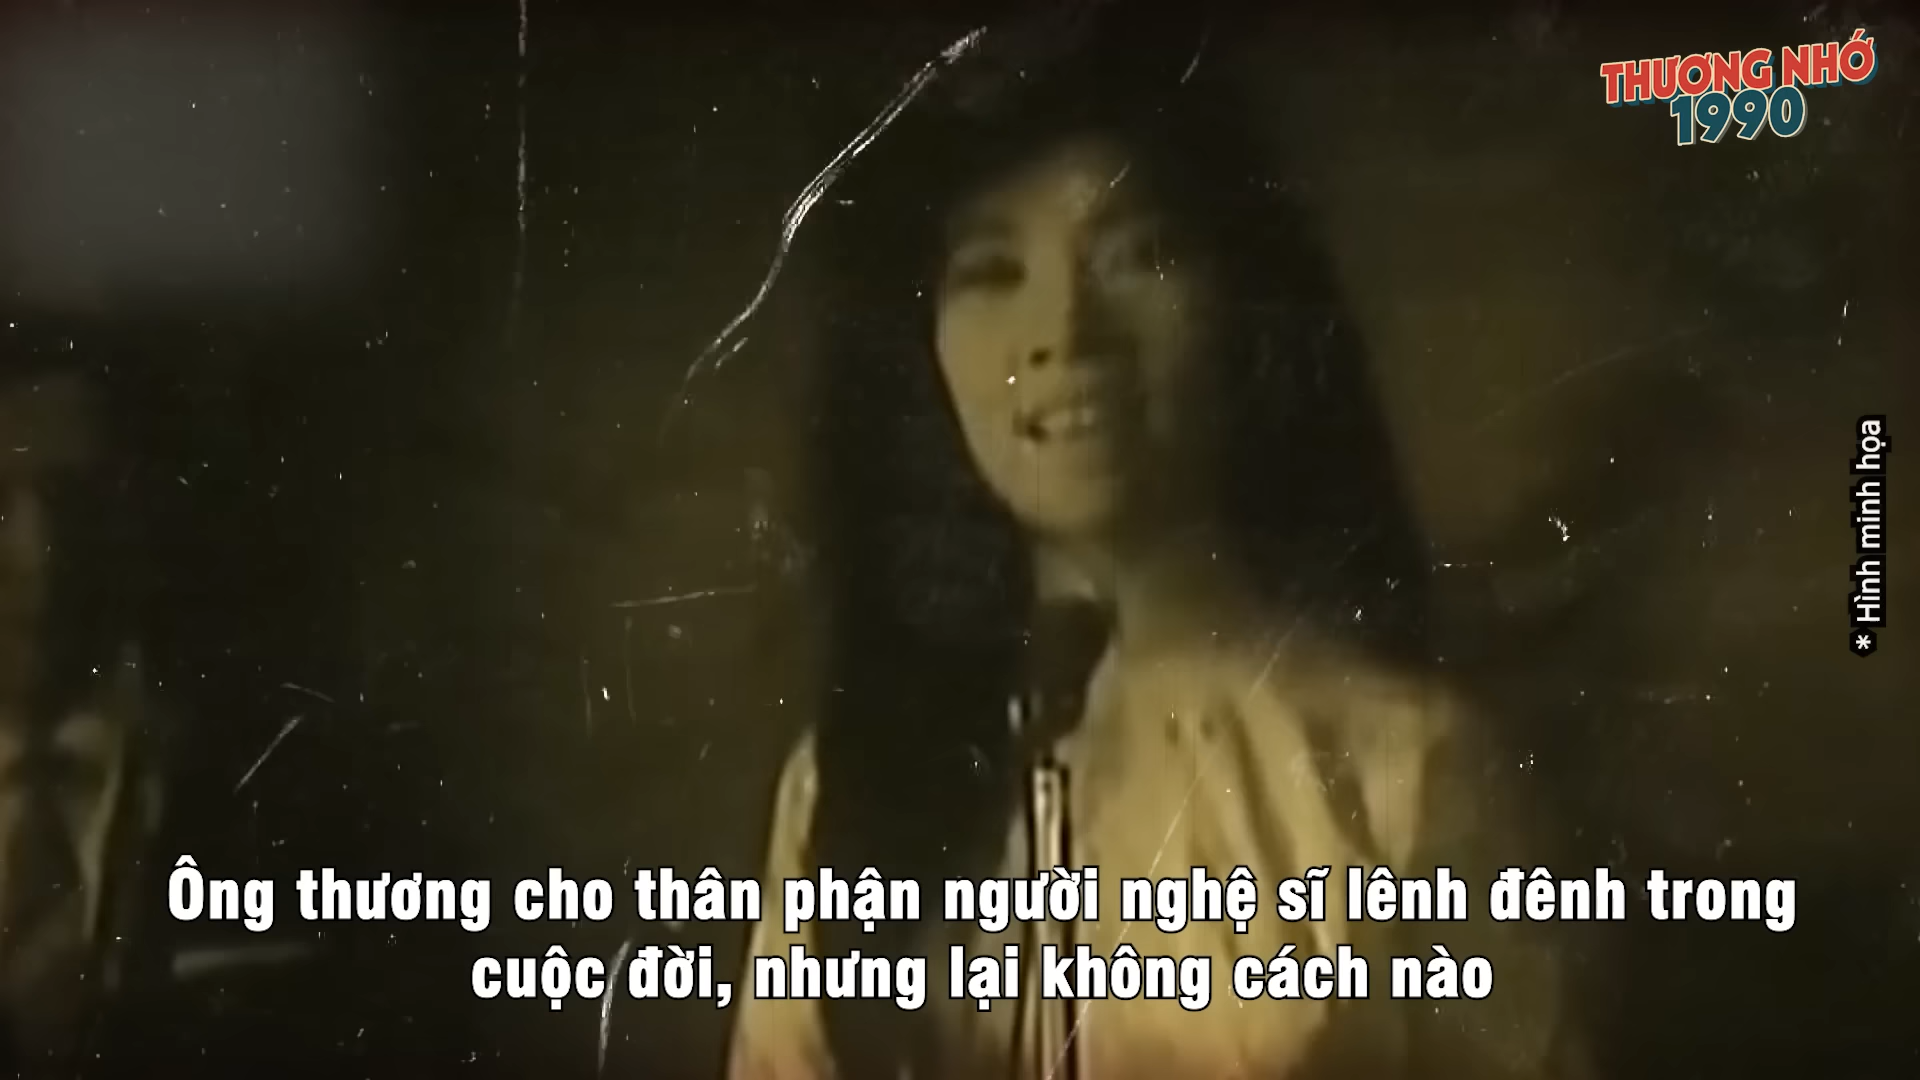 THƯƠNG NHỚ
1990
* Hình minh họa
Ông thương cho thân phận người nghệ sĩ lênh đênh trong
cuộc đời, nhưng lại không cách nào